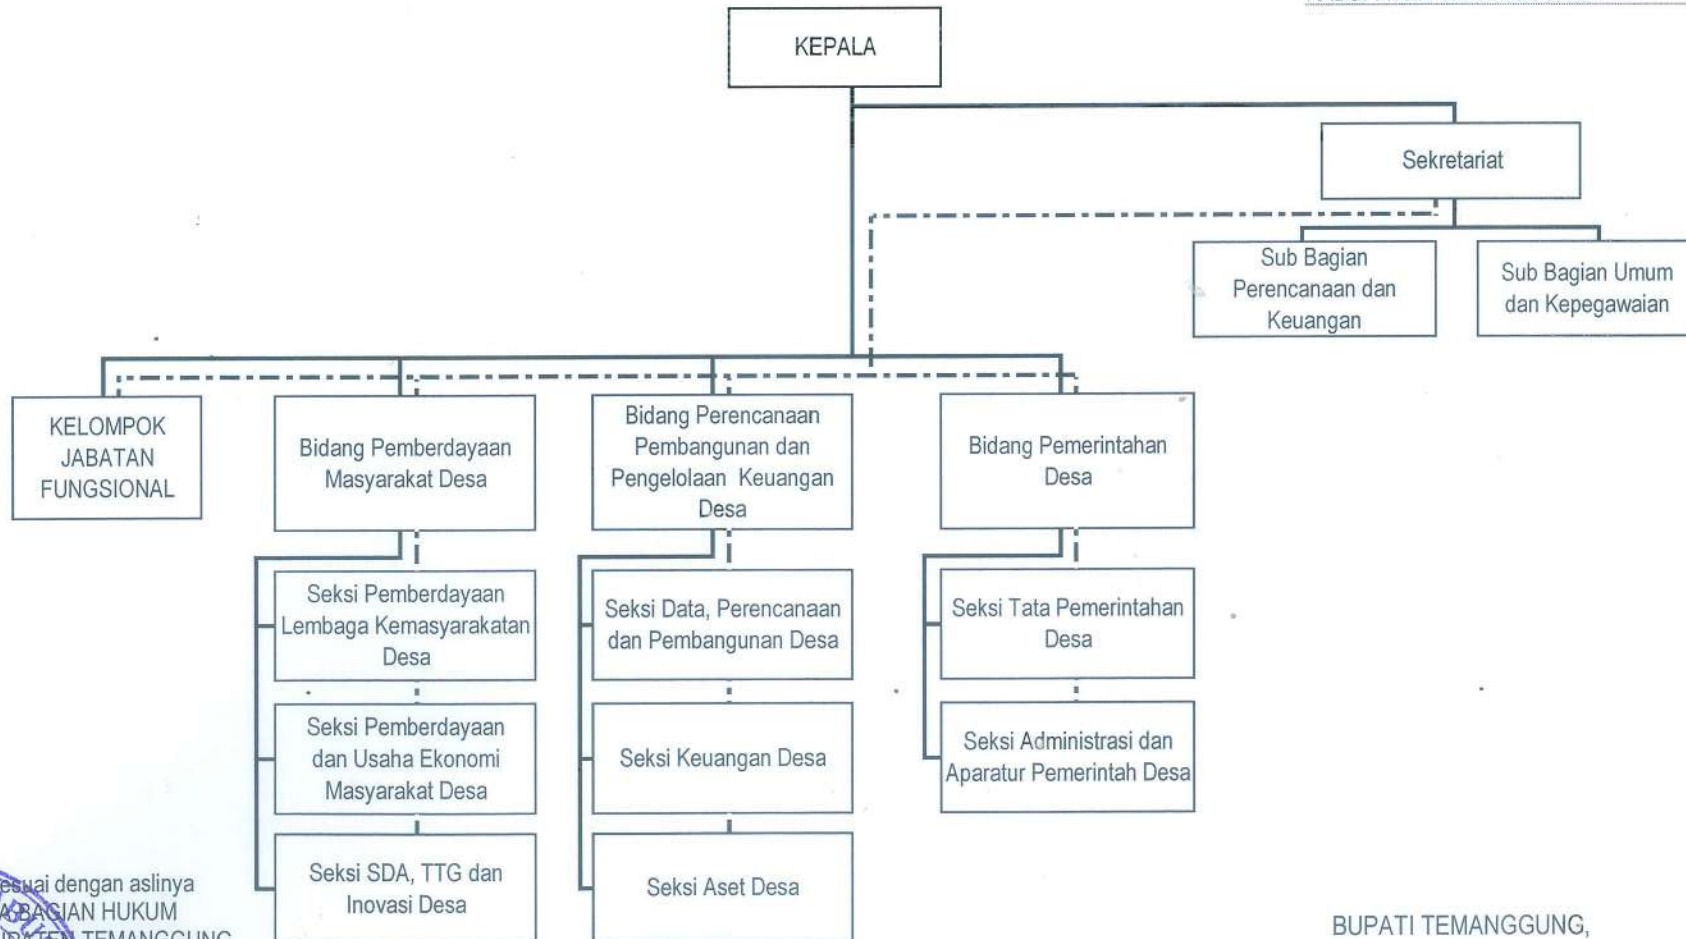 KEPALA
Sekretariat
Sub Bagian
Perencanaan dan
Keuangan
Sub Bagian Umum
dan Kepegawaian
KELOMPOK
JABATAN
FUNGSIONAL
Bidang Pemberdayaan
Masyarakat Desa
Bidang Perencanaan
Pembangunan dan
Pengelolaan Keuangan
Desa
Bidang Pemerintahan
Desa
Seksi Pemberdayaan
Lembaga Kemasyarakatan
Desa
Seksi Data, Perencanaan
dan Pembangunan Desa
Seksi Tata Pemerintahan
Desa
Seksi Pemberdayaan
dan Usaha Ekonomi
Masyarakat Desa
Seksi Keuangan Desa
Seksi Administrasi dan
Aparatur Pemerintah Desa
Seksi SDA, TTG dan
Inovasi Desa
Seksi Aset Desa
esuai dengan aslinya
A BAGIAN HUKUM
TEMANGGUNG
BUPATI TEMANGGUNG,